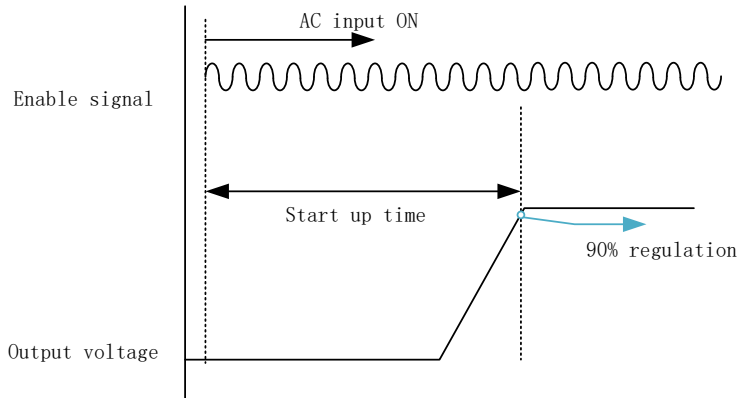 AC input ON
Enable signal
Start up time
90% regulation
Output voltage